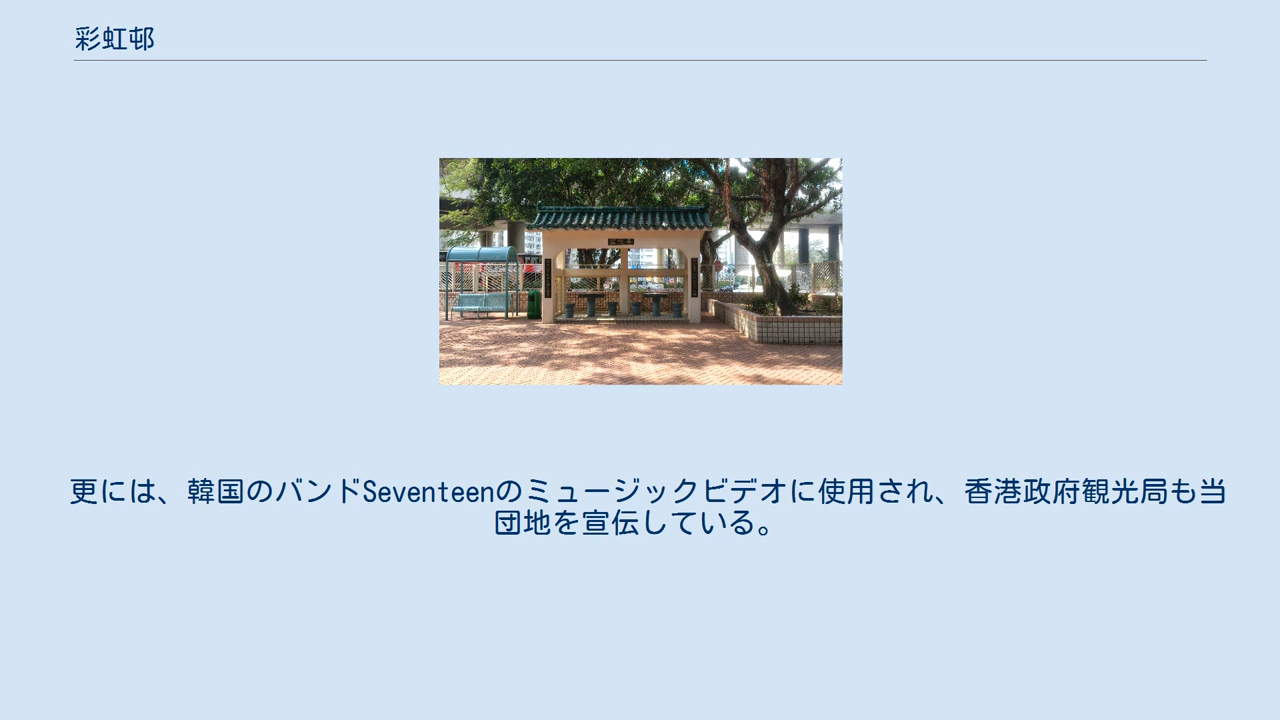 彩虹邨
更には、韓国のバンドSeventeenのミュージックビデオに使用され、香港政府観光局も当
団地を宣伝している。